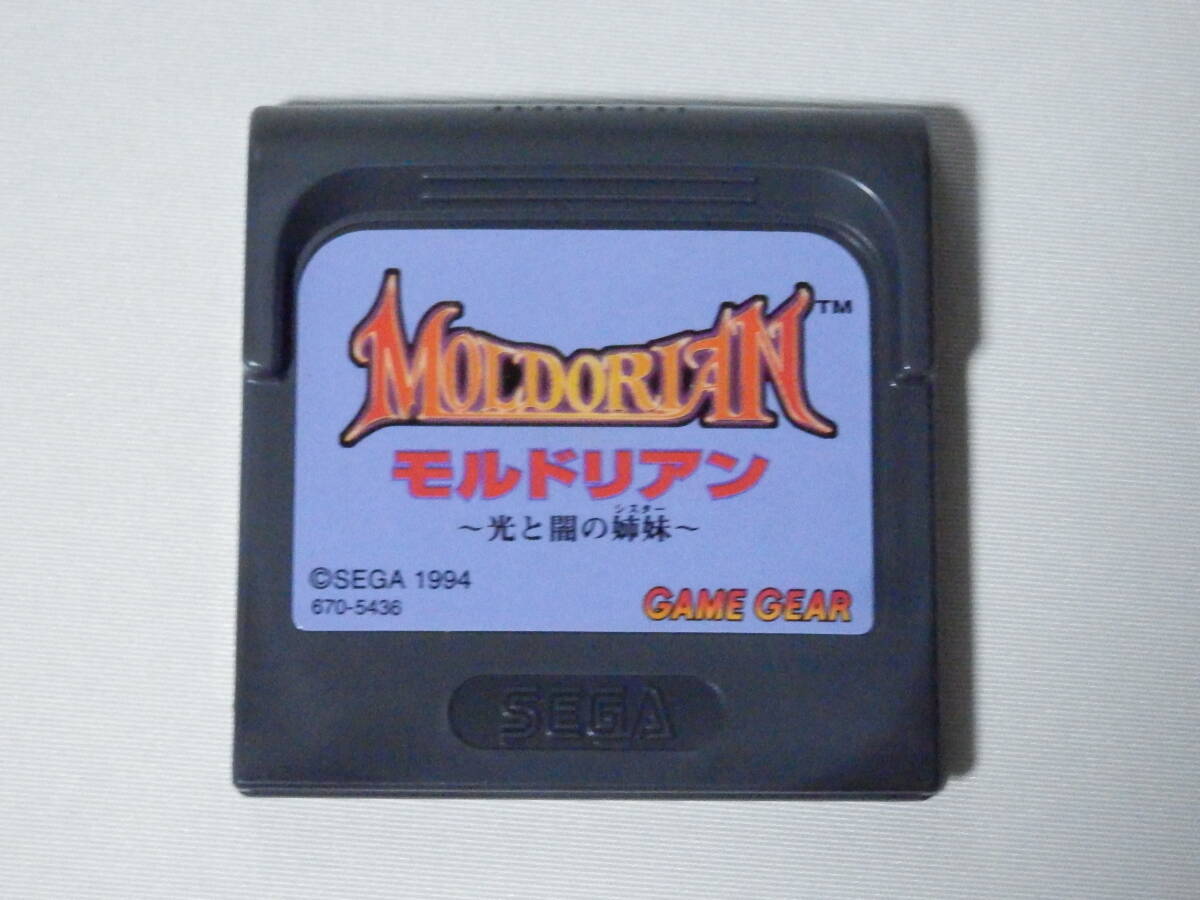 MOLDORIAN™
モルドリアン
シスター
～光と闇の姉妹～
©SEGA 1994
670-5436
GAME GEAR
SEGA